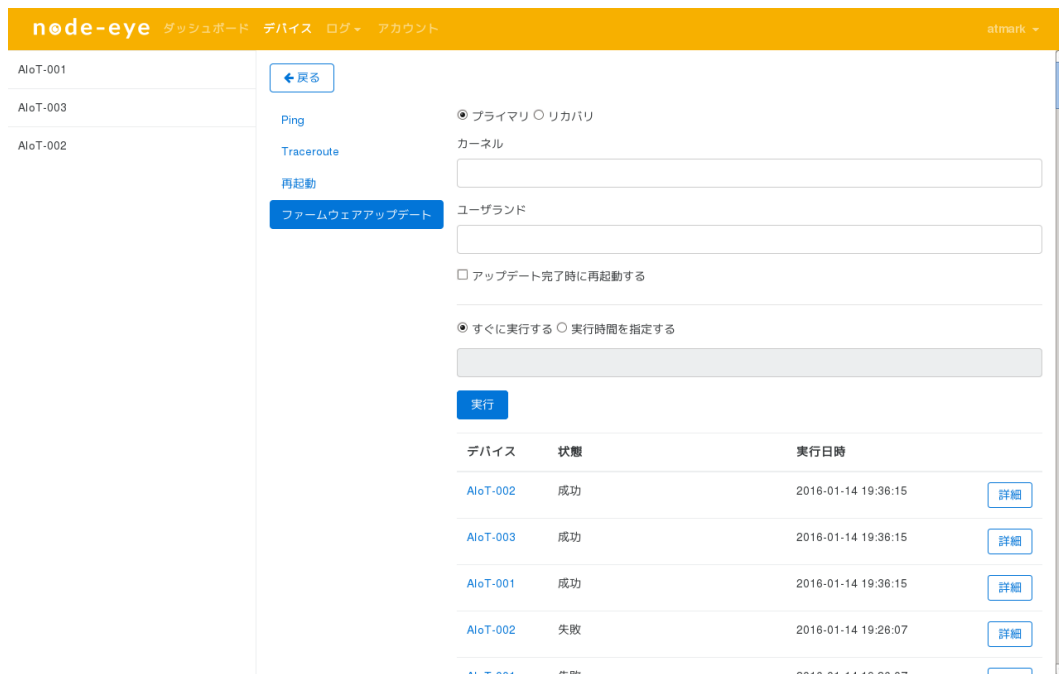 node-eye ダッシュボード デバイス ログ アカウント atmark
AIoT-001
AIoT-003
AIoT-002
戻る
Ping
Traceroute
再起動
ファームウェアアップデート
プライマリ リカバリ
カーネル
ユーザランド
アップデート完了時に再起動する
すぐに実行する 実行時間を指定する
実行
デバイス 状態 実行日時
AIoT-002 成功 2016-01-14 19:36:15 詳細
AIoT-003 成功 2016-01-14 19:36:15 詳細
AIoT-001 成功 2016-01-14 19:36:15 詳細
AIoT-002 失敗 2016-01-14 19:26:07 詳細